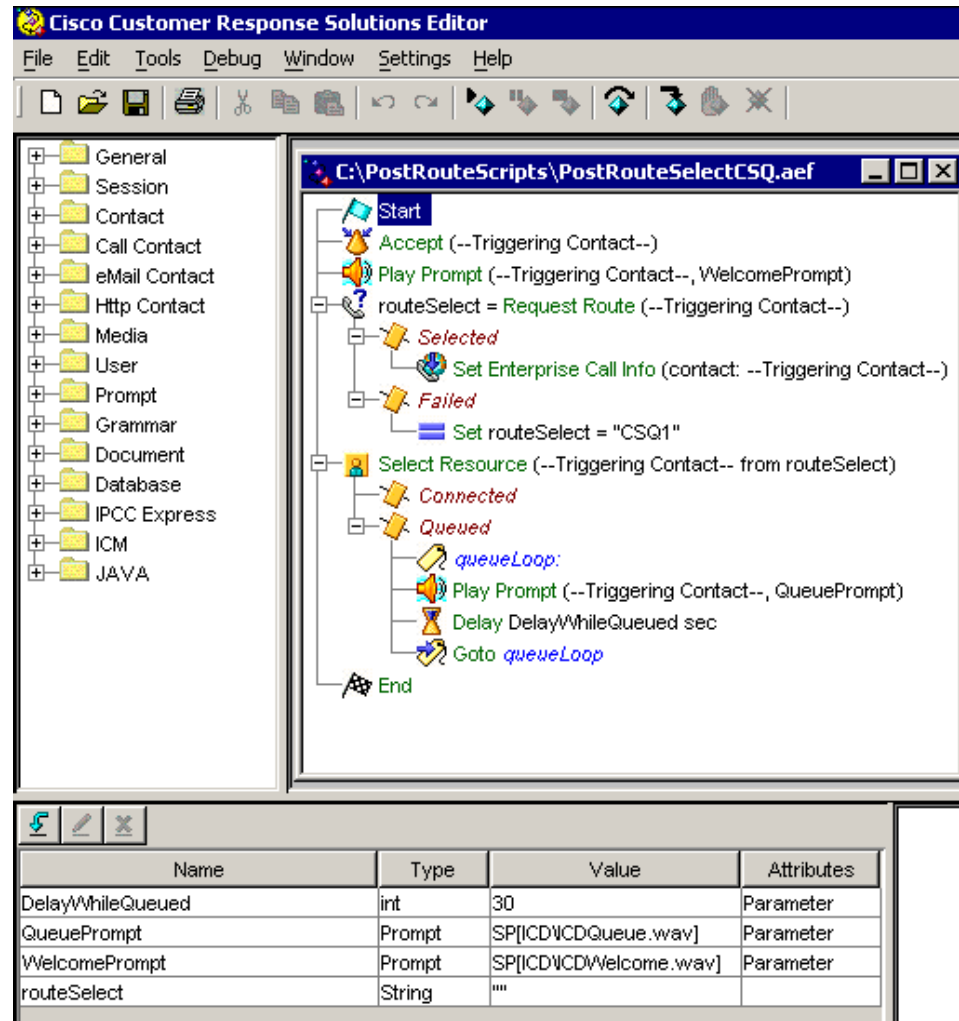 Cisco Customer Response Solutions Editor
File Edit Tools Debug Window Settings Help
General
Session
Contact
Call Contact
eMail Contact
Http Contact
Media
User
Prompt
Grammar
Document
Database
IPCC Express
ICM
JAVA
C:\PostRouteScripts\PostRouteSelectCSQ.aef
Start
Accept (--Triggering Contact--)
Play Prompt (--Triggering Contact--, WelcomePrompt)
routeSelect = Request Route (--Triggering Contact--)
Selected
Set Enterprise Call Info (contact: --Triggering Contact--)
Failed
Set routeSelect = "CSQ1"
Select Resource (--Triggering Contact-- from routeSelect)
Connected
Queued
queueLoop:
Play Prompt (--Triggering Contact--, QueuePrompt)
Delay DelayWhileQueued sec
Goto queueLoop
End
Name Type Value Attributes
DelayWhileQueued int 30 Parameter
QueuePrompt Prompt SP[ICD\ICDQueue.wav] Parameter
WelcomePrompt Prompt SP[ICD\ICDWelcome.wav] Parameter
routeSelect String ""